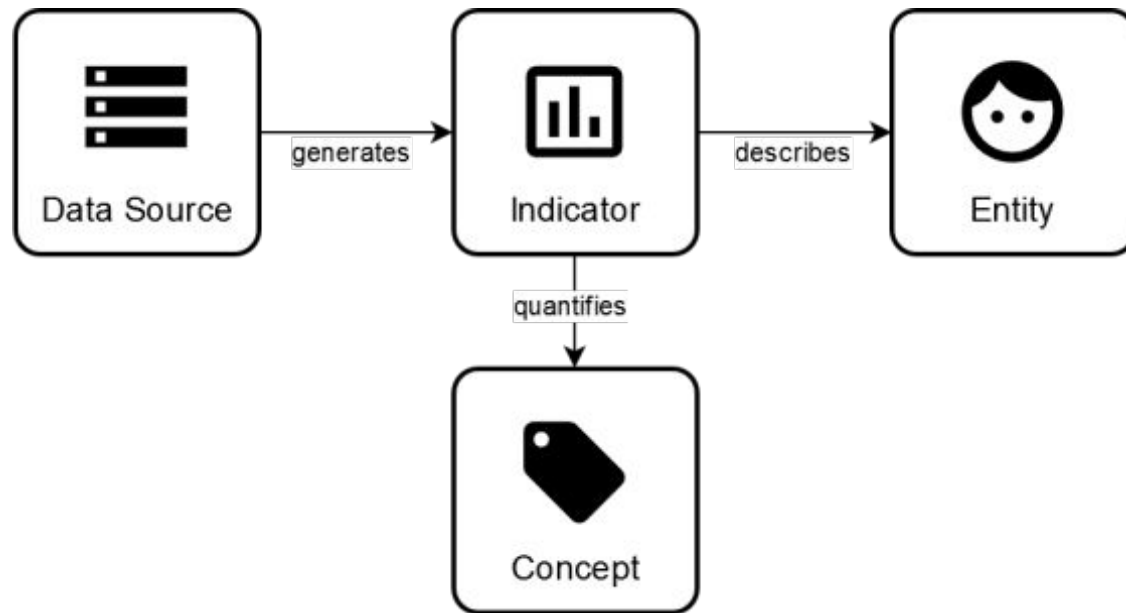 generates
describes
Data Source
Indicator
Entity
quantifies
Concept